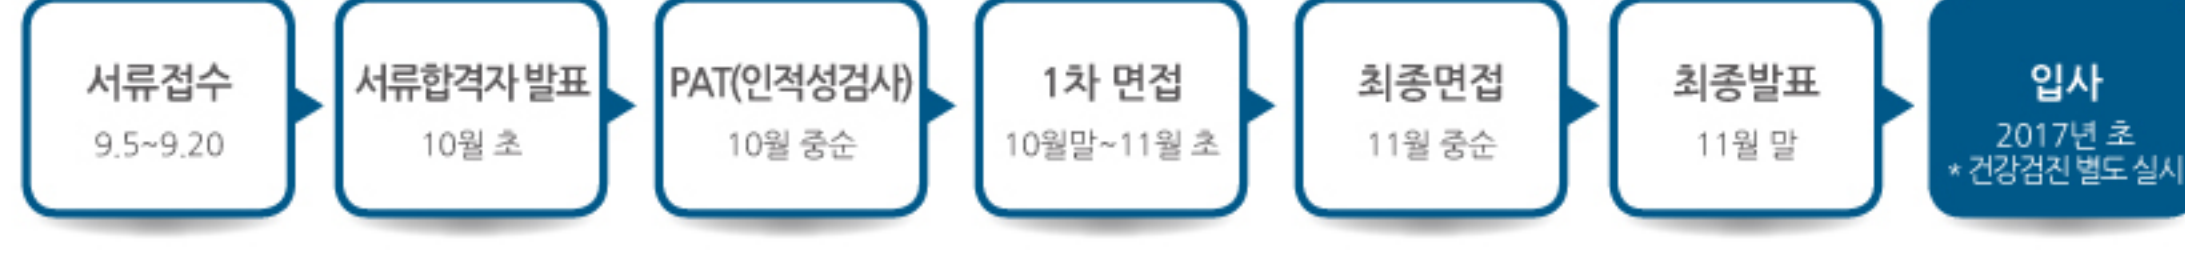 서류접수
9.5~9.20
서류합격자 발표
10월 초
PAT(인적성검사)
10월 중순
1차 면접
10월말~11월 초
최종면접
11월 중순
최종발표
11월 말
입사
2017년 초
* 건강검진 별도 실시